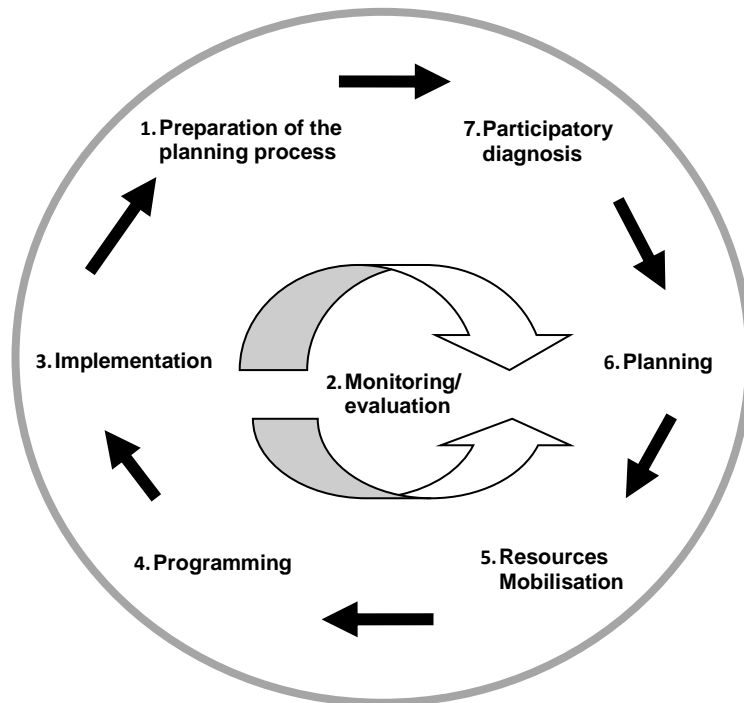 1. Preparation of the
planning process
7. Participatory
diagnosis
3. Implementation
2. Monitoring/
evaluation
6. Planning
4. Programming
5. Resources
Mobilisation